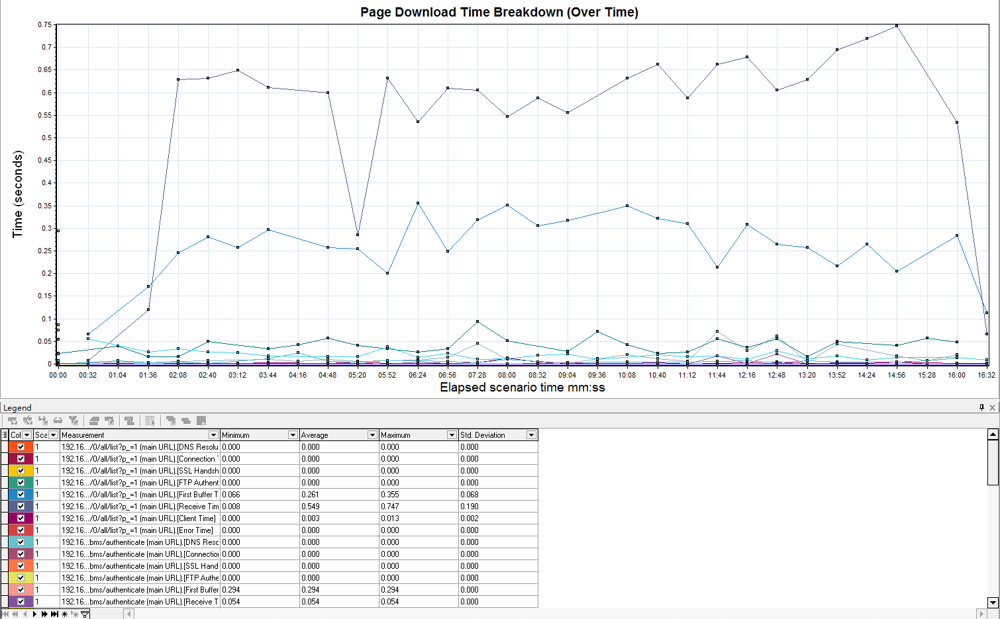 Page Download Time Breakdown (Over Time)
0.75
0.7
0.65
0.6
0.55
0.5
0.45
0.4
0.35
0.3
0.25
0.2
0.15
0.1
0.05
0
Time (seconds)
00:00 00:32 01:04 01:36 02:08 02:40 03:12 03:44 04:16 04:48 05:20 05:52 06:24 06:56 07:28 08:00 08:32 09:04 09:36 10:08 10:40 11:12 11:44 12:16 12:48 13:20 13:52 14:24 14:56 15:28 16:00 16:32
Elapsed scenario time mm:ss
Legend
Col Sca Measurement Minimum Average Maximum Std. Deviation
1 192.16.../0/all/list?p_=1 (main URL).[DNS Resolu 0.000 0.000 0.000 0.000
1 192.16.../0/all/list?p_=1 (main URL).[Connection 0.000 0.000 0.000 0.000
1 192.16.../0/all/list?p_=1 (main URL).[SSL Handsh 0.000 0.000 0.000 0.000
1 192.16.../0/all/list?p_=1 (main URL).[FTP Authent 0.000 0.000 0.000 0.000
1 192.16.../0/all/list?p_=1 (main URL).[First Buffer T 0.066 0.261 0.355 0.068
1 192.16.../0/all/list?p_=1 (main URL).[Receive Tim 0.008 0.549 0.747 0.190
1 192.16.../0/all/list?p_=1 (main URL).[Client Time] 0.000 0.003 0.013 0.002
1 192.16.../0/all/list?p_=1 (main URL).[Error Time] 0.000 0.000 0.000 0.000
1 192.16...bms/authenticate (main URL).[DNS Resc 0.000 0.000 0.000 0.000
1 192.16...bms/authenticate (main URL).[Connectior 0.000 0.000 0.000 0.000
1 192.16...bms/authenticate (main URL).[SSL Hand 0.000 0.000 0.000 0.000
1 192.16...bms/authenticate (main URL).[FTP Authe 0.000 0.000 0.000 0.000
1 192.16...bms/authenticate (main URL).[First Buffer 0.294 0.294 0.294 0.000
1 192.16...bms/authenticate (main URL).[Receive T 0.054 0.054 0.054 0.000